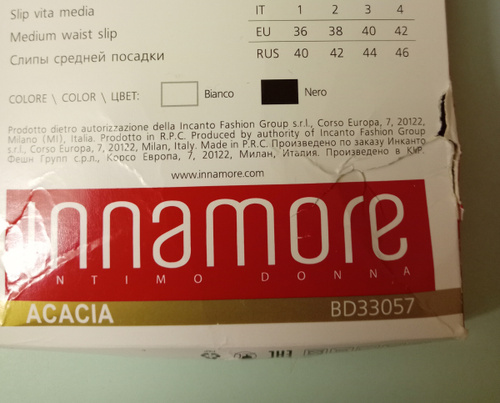 Slip vita media IT 1 2 3 4
Medium waist slip EU 36 38 40 42
Слипы средней посадки RUS 40 42 44 46
COLORE \ COLOR \ ЦВЕТ: Bianco Nero
Prodotto dietro autorizzazione della Incanto Fashion Group s.r.l., Corso Europa, 7, 20122,
Milano (MI), Italia. Prodotto in R.P.C. Produced by authority of Incanto Fashion Group
s.r.l., Corso Europa, 7, 20122, Milan, Italy. Made in P.R.C. Произведено по заказу Инканто
Фешн Групп с.р.л., Корсо Европа, 7, 20122, Милан, Италия. Произведено в КНР.
www.innamore.com
innamore
INTIMO DONNA
ACACIA BD33057
EAC